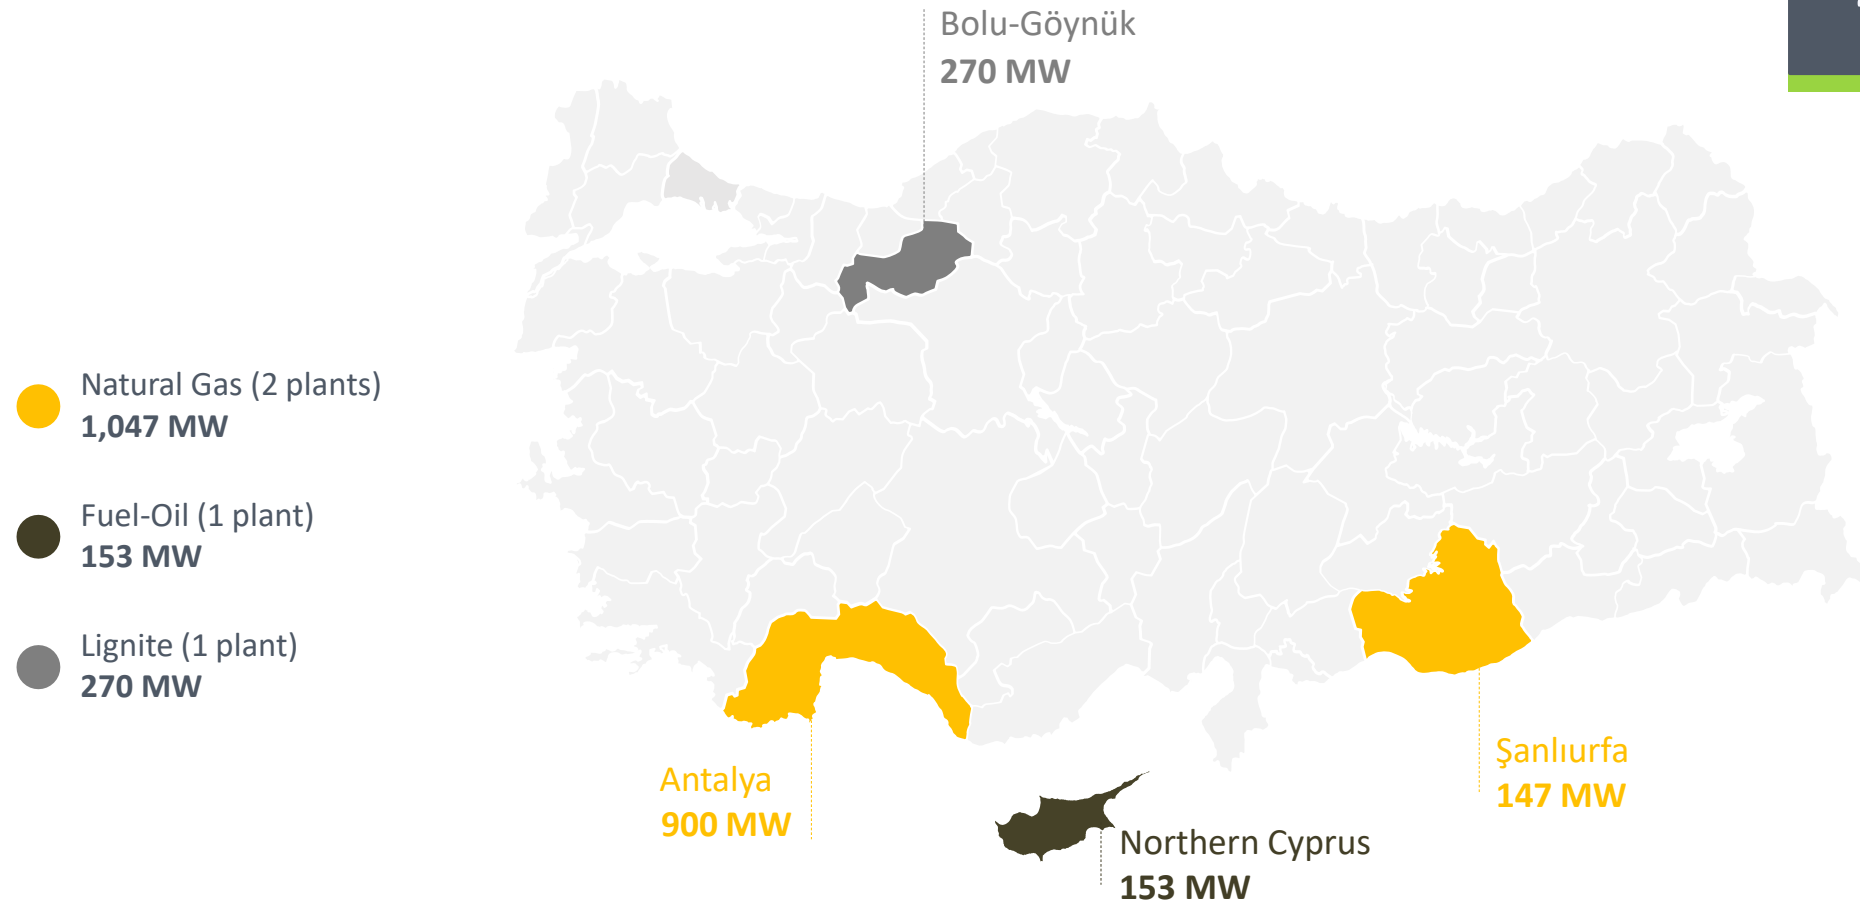 Bolu-Göynük
270 MW
Natural Gas (2 plants)
1,047 MW
Fuel-Oil (1 plant)
153 MW
Lignite (1 plant)
270 MW
Antalya
900 MW
Şanlıurfa
147 MW
Northern Cyprus
153 MW